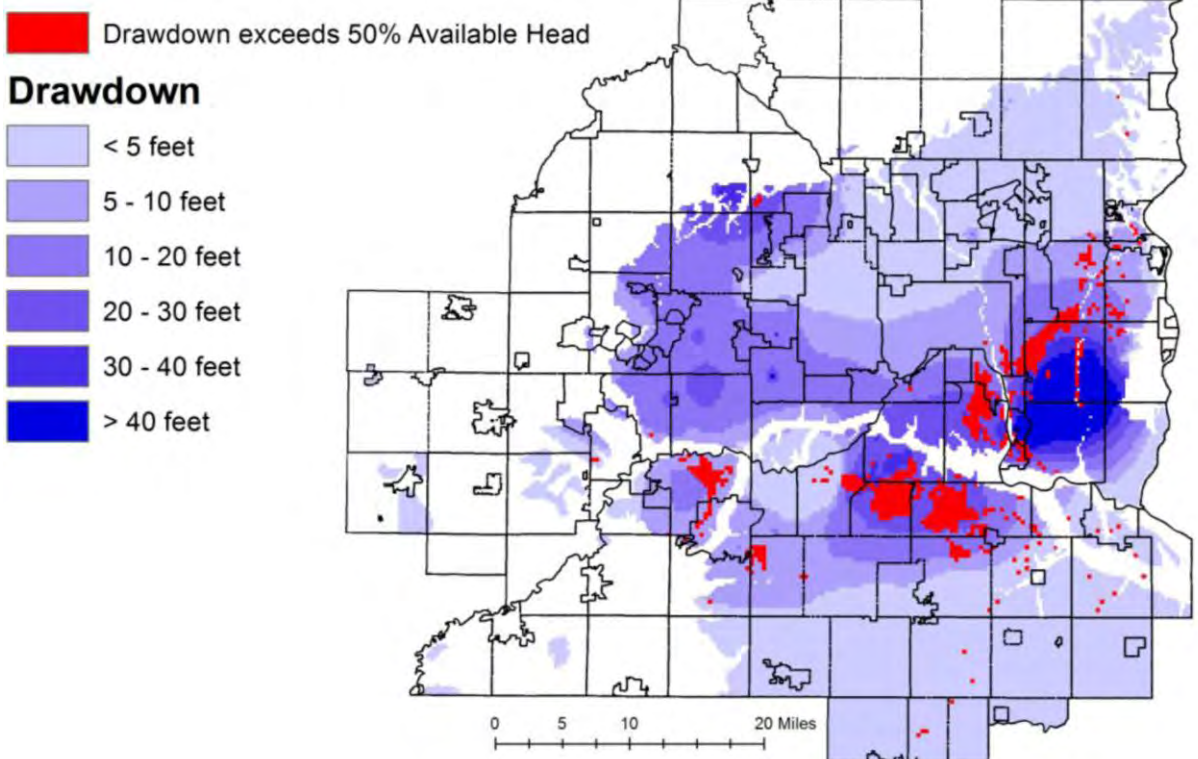 Drawdown exceeds 50% Available Head
Drawdown
< 5 feet
5 - 10 feet
10 - 20 feet
20 - 30 feet
30 - 40 feet
> 40 feet
0 5 10 20 Miles